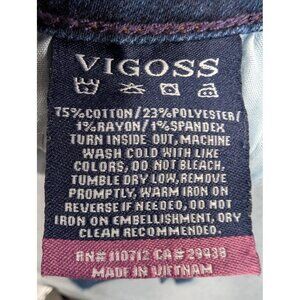 VIGOSS
75%COTTON/23%POLYESTER/
1%RAYON/1%SPANDEX
TURN INSIDE OUT, MACHINE
WASH COLD WITH LIKE
COLORS, DO NOT BLEACH,
TUMBLE DRY LOW, REMOVE
PROMPTLY, WARM IRON ON
REVERSE IF NEEDED, DO NOT
IRON ON EMBELLISHMENT, DRY
CLEAN RECOMMENDED.
RN# 110712 CA# 29938
MADE IN VIETNAM